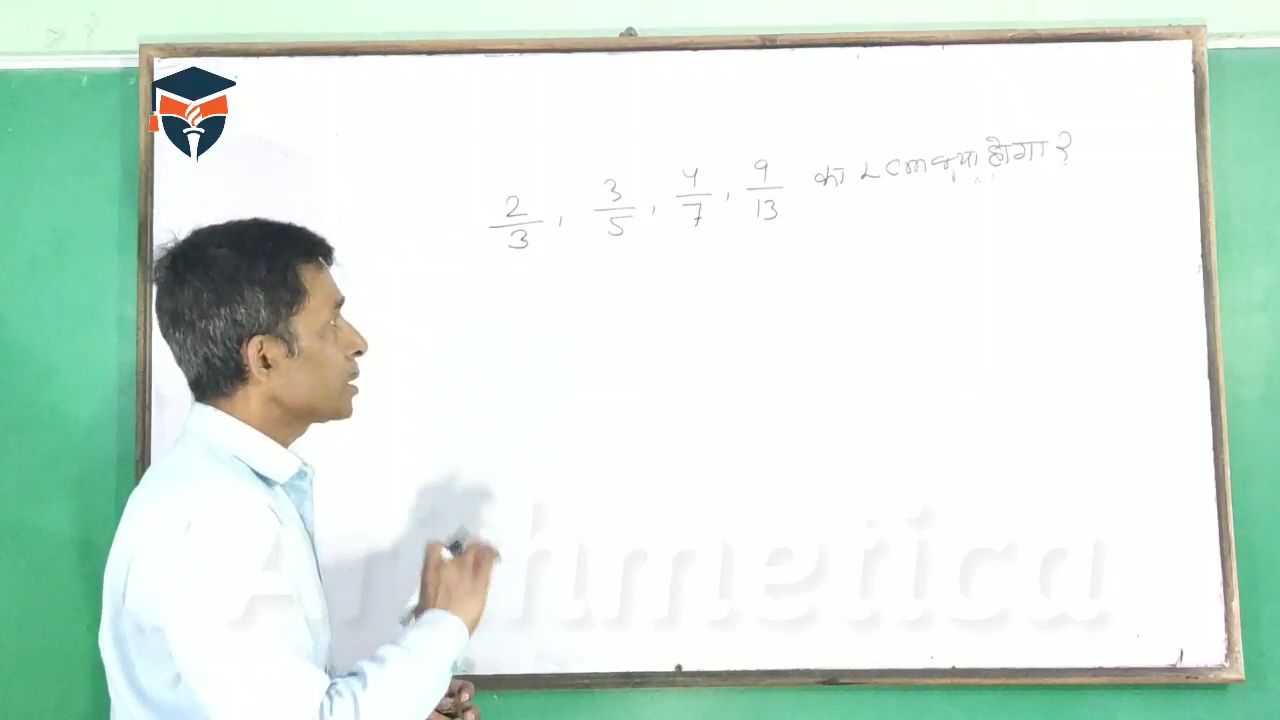 2/3, 3/5, 4/7, 9/13 का LCM क्या होगा ?
Arithmetica